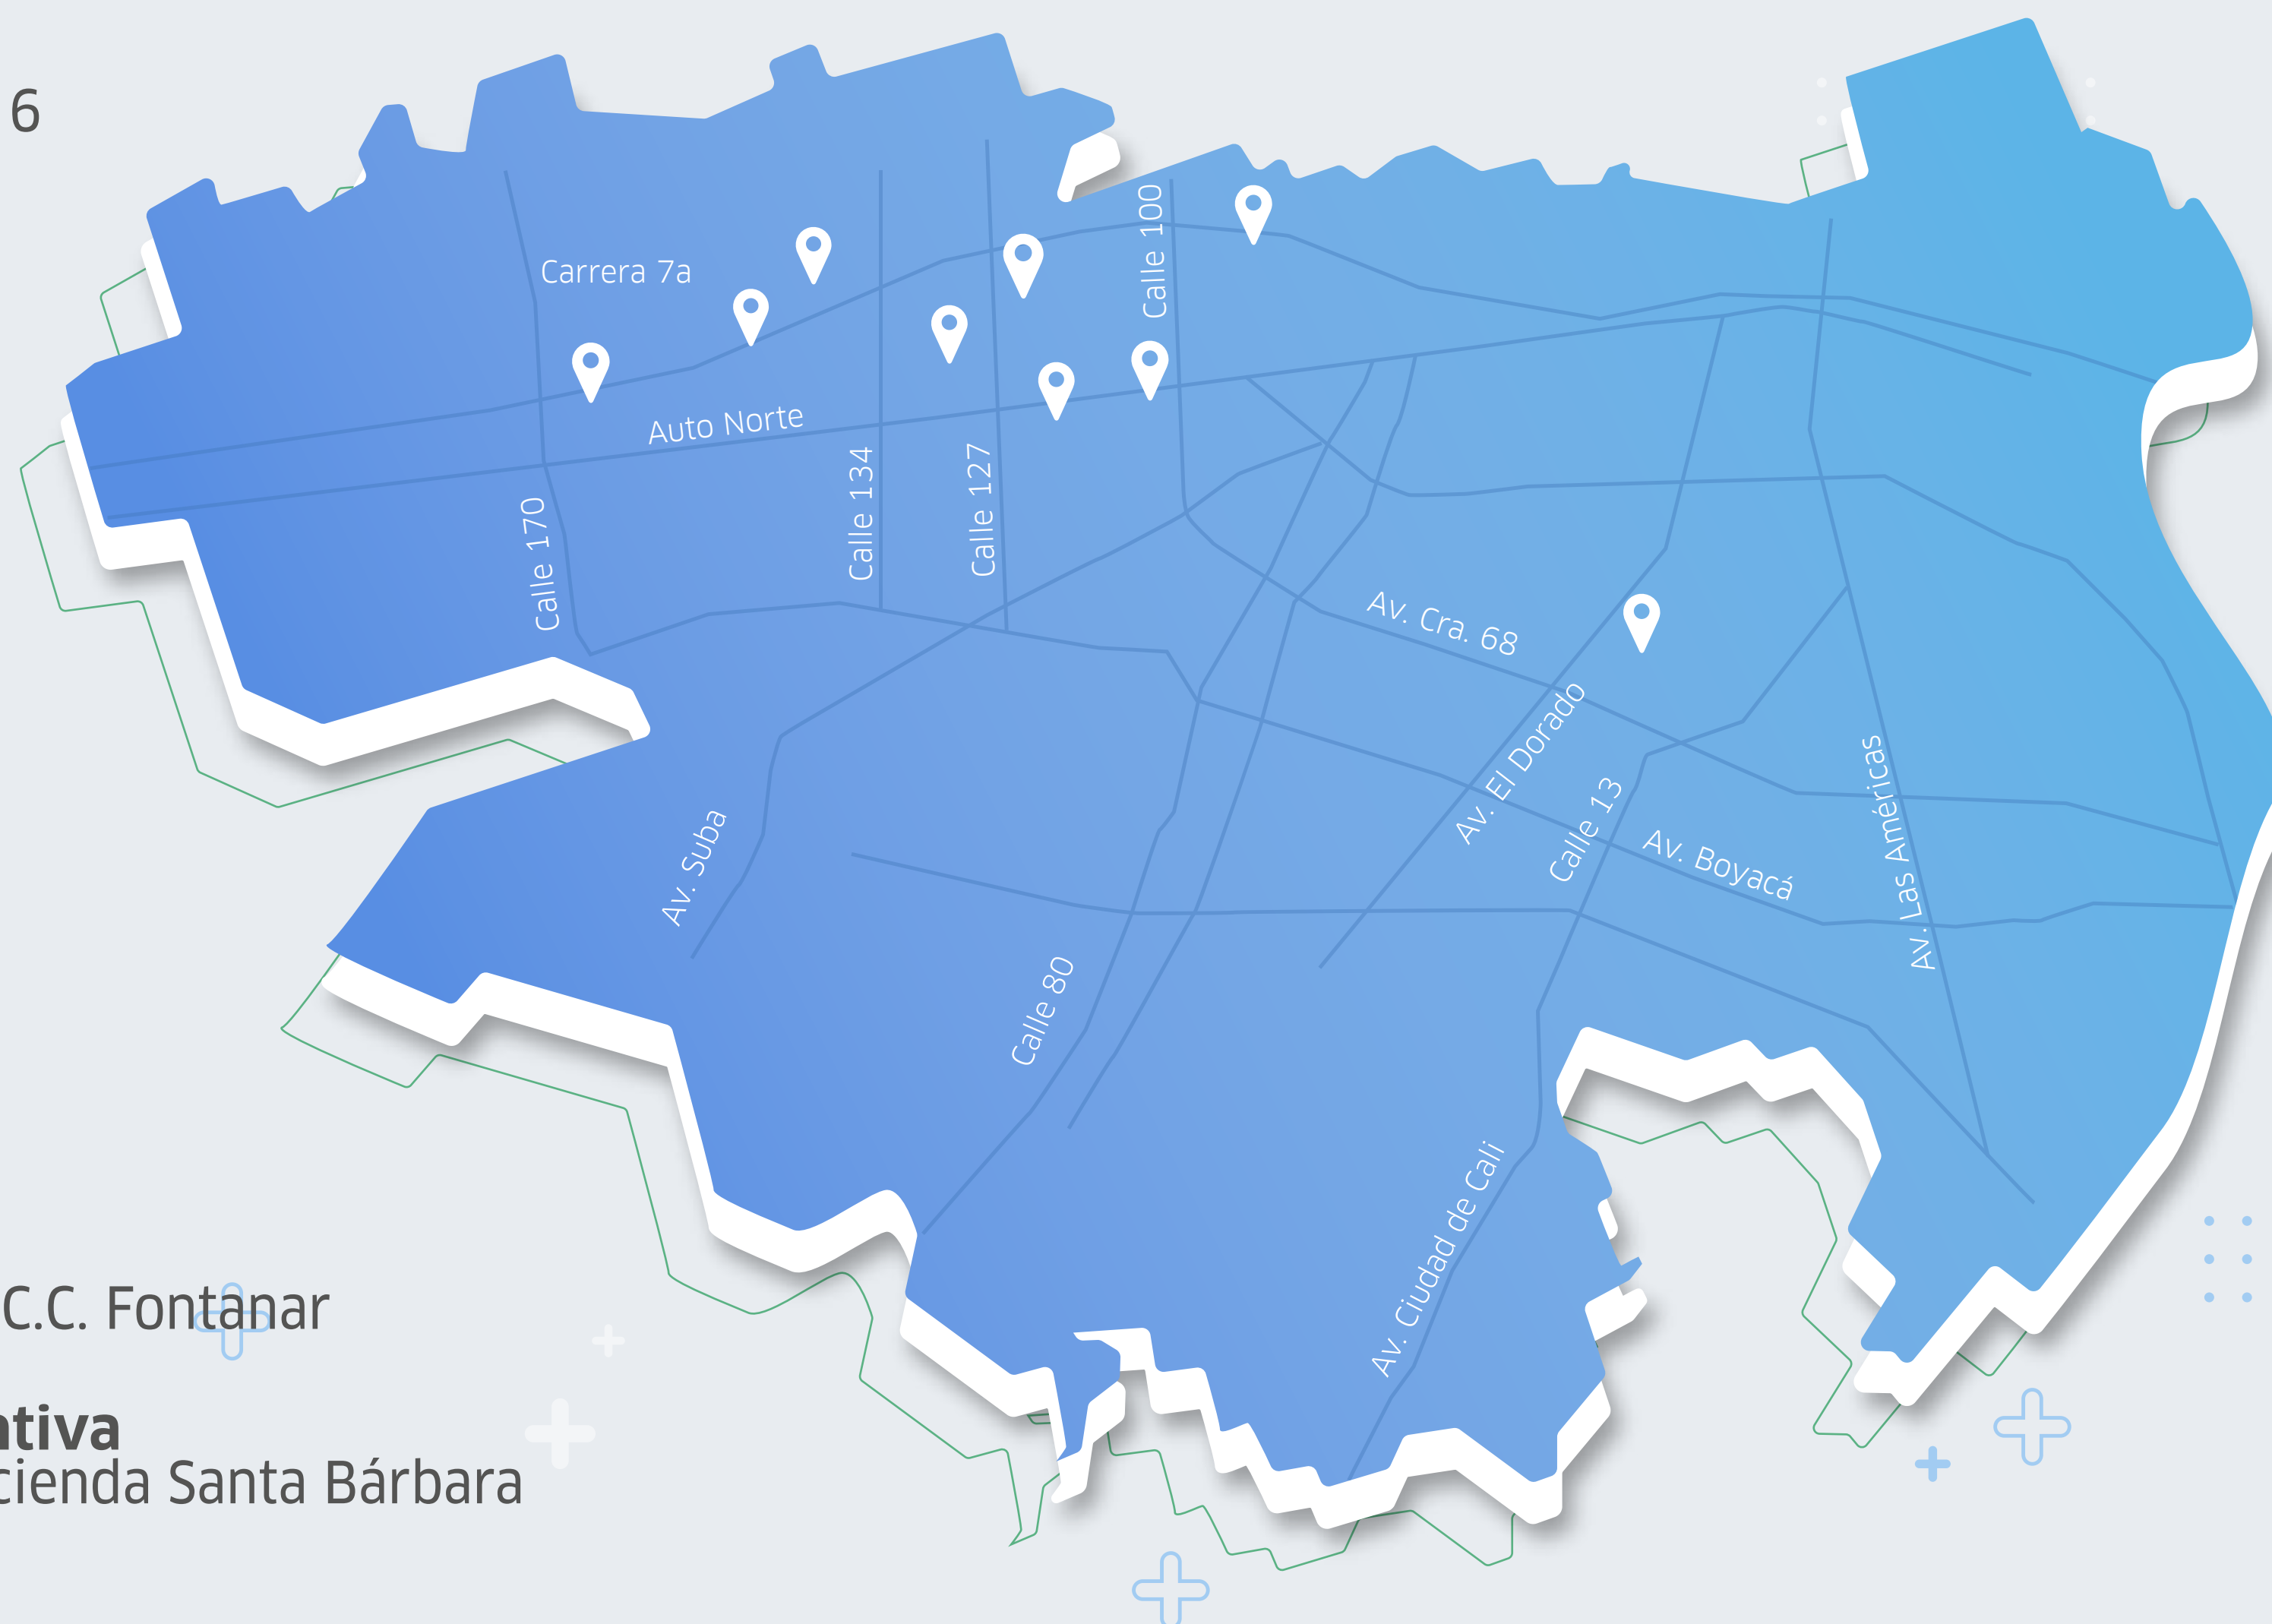 6
Calle 100
Carrera 7a
Auto Norte
Calle 134
Calle 127
Calle 170
Av. Cra. 68
Av. El Dorado
Calle 13
Av. Las Américas
Av. Boyacá
Av. Suba
Calle 80
Av. Ciudad de Cali
C.C. Fontanar
ntiva
cienda Santa Bárbara